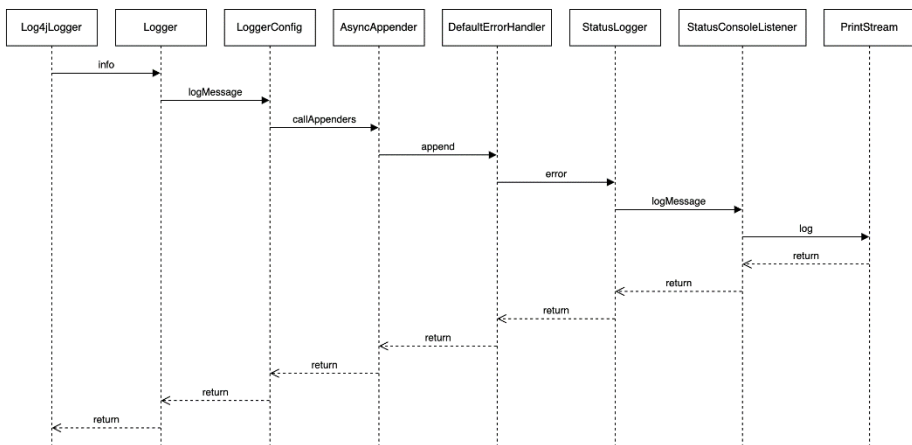 Log4jLogger Logger LoggerConfig AsyncAppender DefaultErrorHandler StatusLogger StatusConsoleListener PrintStream
info
logMessage
callAppenders
append
error
logMessage
log
return
return
return
return
return
return
return